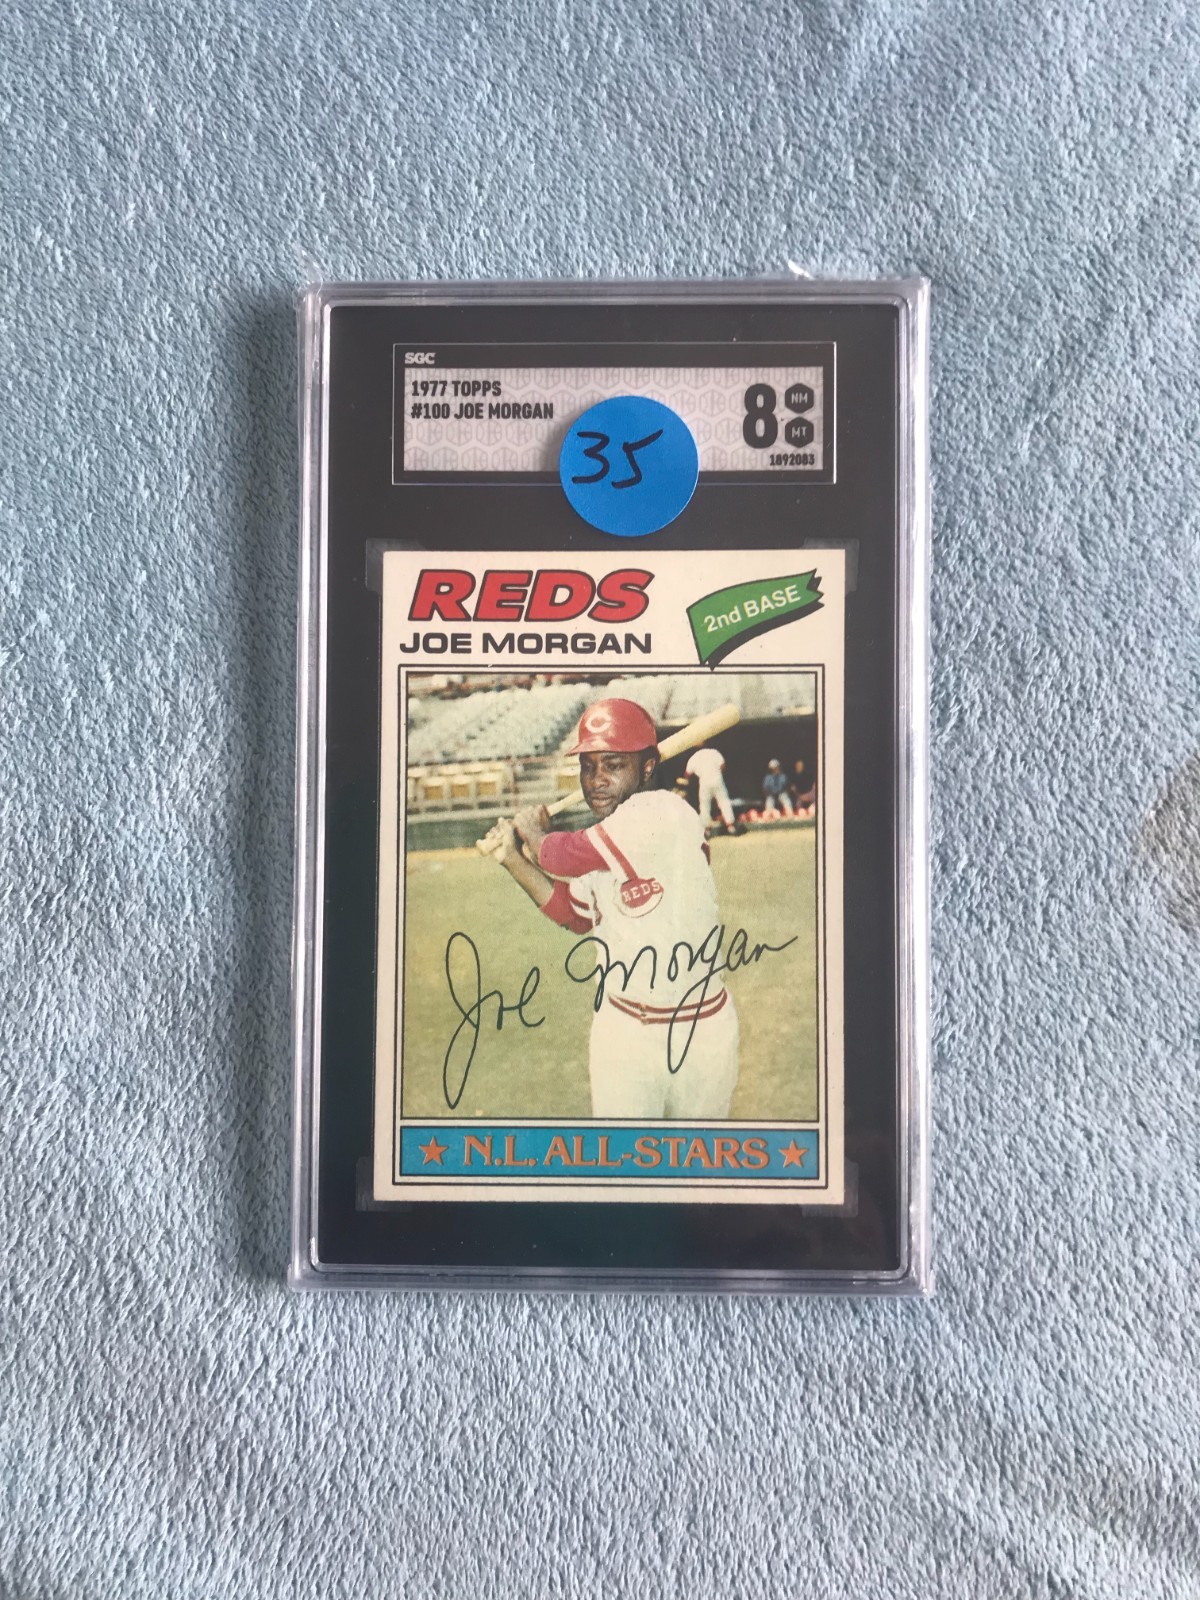 SGC
1977 TOPPS
#100 JOE MORGAN
8 NM MT
1892083
35
REDS
JOE MORGAN
2nd BASE
C
REDS
Joe Morgan
★ N.L. ALL-STARS ★